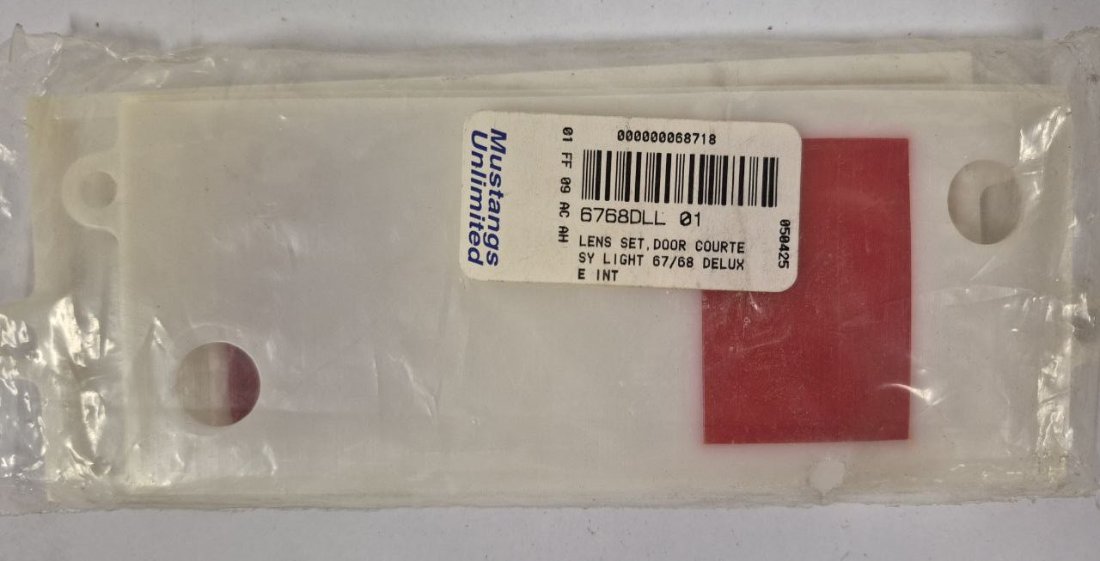 Mustangs
Unlimited
01 FF 09 AC AH
000000068718
6768DLL 01
LENS SET,DOOR COURTE
SY LIGHT 67/68 DELUX
E INT
050425